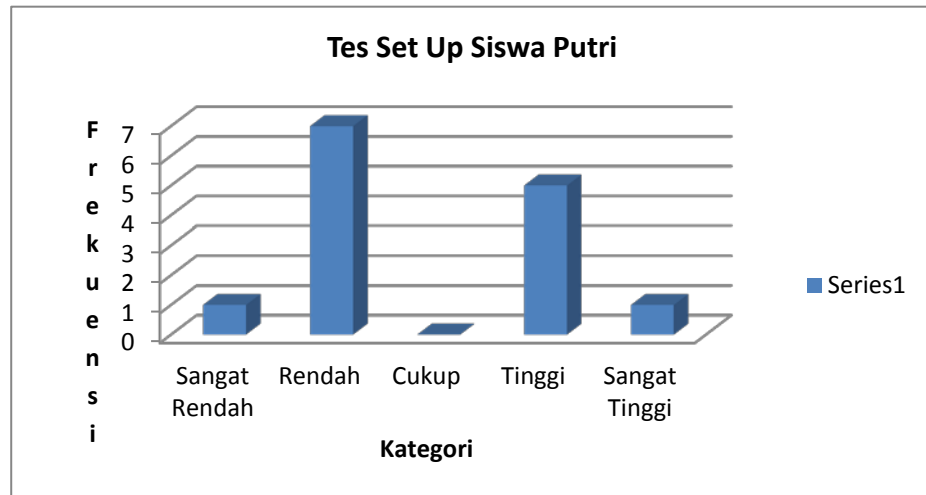 Tes Set Up Siswa Putri
Frekuensi
7
6
5
4
3
2
1
0
Sangat Rendah
Rendah
Cukup
Tinggi
Sangat Tinggi
Kategori
Series1